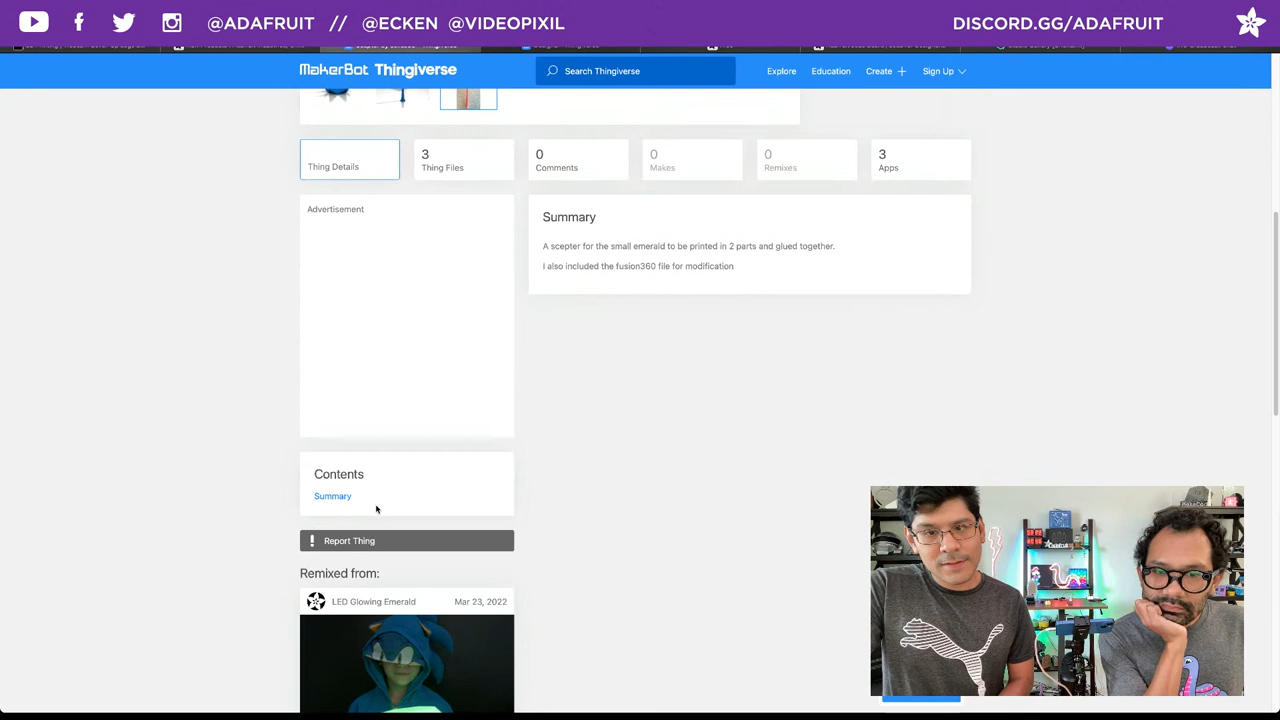 @ADAFRUIT // @ECKEN @VIDEOPIXIL
DISCORD.GG/ADAFRUIT
MakerBot Thingiverse
Search Thingiverse
Explore
Education
Create
Sign Up
Thing Details
3
Thing Files
0
Comments
0
Makes
0
Remixes
3
Apps
Advertisement
Summary
A scepter for the small emerald to be printed in 2 parts and glued together.
I also included the fusion360 file for modification
Contents
Summary
Report Thing
Remixed from:
LED Glowing Emerald
Mar 23, 2022